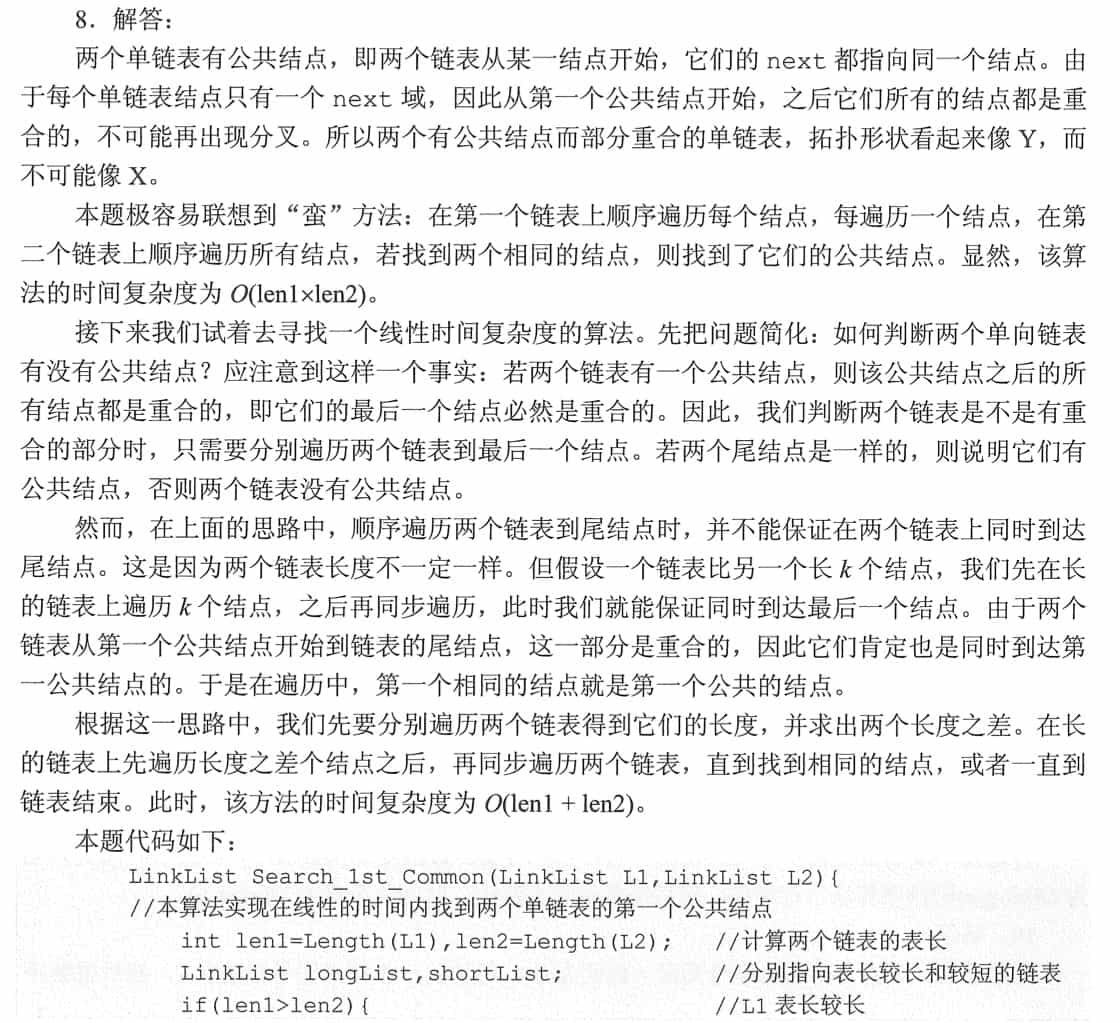 8．解答：
两个单链表有公共结点，即两个链表从某一结点开始，它们的 next 都指向同一个结点。由
于每个单链表结点只有一个 next 域，因此从第一个公共结点开始，之后它们所有的结点都是重
合的，不可能再出现分叉。所以两个有公共结点而部分重合的单链表，拓扑形状看起来像 Y，而
不可能像 X。
本题极容易联想到“蛮”方法：在第一个链表上顺序遍历每个结点，每遍历一个结点，在第
二个链表上顺序遍历所有结点，若找到两个相同的结点，则找到了它们的公共结点。显然，该算
法的时间复杂度为 O(len1×len2)。
接下来我们试着去寻找一个线性时间复杂度的算法。先把问题简化：如何判断两个单向链表
有没有公共结点？应注意到这样一个事实：若两个链表有一个公共结点，则该公共结点之后的所
有结点都是重合的，即它们的最后一个结点必然是重合的。因此，我们判断两个链表是不是有重
合的部分时，只需要分别遍历两个链表到最后一个结点。若两个尾结点是一样的，则说明它们有
公共结点，否则两个链表没有公共结点。
然而，在上面的思路中，顺序遍历两个链表到尾结点时，并不能保证在两个链表上同时到达
尾结点。这是因为两个链表长度不一定一样。但假设一个链表比另一个长 k 个结点，我们先在长
的链表上遍历 k 个结点，之后再同步遍历，此时我们就能保证同时到达最后一个结点。由于两个
链表从第一个公共结点开始到链表的尾结点，这一部分是重合的，因此它们肯定也是同时到达第
一公共结点的。于是在遍历中，第一个相同的结点就是第一个公共的结点。
根据这一思路中，我们先要分别遍历两个链表得到它们的长度，并求出两个长度之差。在长
的链表上先遍历长度之差个结点之后，再同步遍历两个链表，直到找到相同的结点，或者一直到
链表结束。此时，该方法的时间复杂度为 O(len1 + len2)。
本题代码如下：
LinkList Search_1st_Common(LinkList L1,LinkList L2){
//本算法实现在线性的时间内找到两个单链表的第一个公共结点
int len1=Length(L1),len2=Length(L2); //计算两个链表的表长
LinkList longList,shortList; //分别指向表长较长和较短的链表
if(len1>len2){ //L1 表长较长